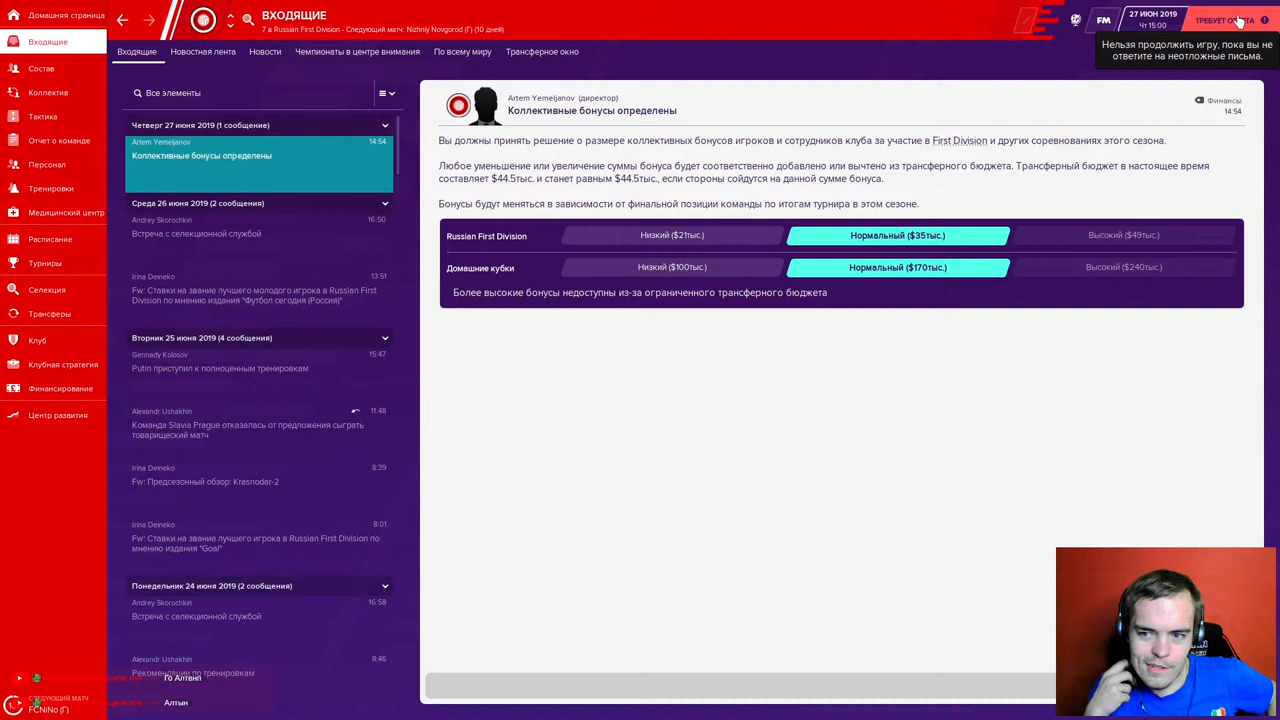 Домашняя страница
Входящие
Состав
Коллектив
Тактика
Отчет о команде
Персонал
Тренировки
Медицинский центр
Расписание
Турниры
Селекция
Трансферы
Клуб
Клубная стратегия
Финансирование
Центр развития
СЛЕДУЮЩИЙ МАТЧ
FCNiNo (Г)
ВХОДЯЩИЕ
7 в Russian First Division - Следующий матч: Nizhniy Novgorod (Г) (10 дней)
FM
27 ИЮН 2019
Чт 15:00
Нельзя продолжить игру, пока вы не
ответите на неотложные письма.
Входящие Новостная лента Новости Чемпионаты в центре внимания По всему миру Трансферное окно
Все элементы
Четверг 27 июня 2019 (1 сообщение)
Artem Yemeljanov 14:54
Коллективные бонусы определены
Среда 26 июня 2019 (2 сообщения)
Andrey Skorochkin 16:50
Встреча с селекционной службой
Irina Deineko 13:51
Fw: Ставки на звание лучшего молодого игрока в Russian First
Division по мнению издания "Футбол сегодня (Россия)"
Вторник 25 июня 2019 (4 сообщения)
Gennady Kolosov 15:47
Putin приступил к полноценным тренировкам
Alexandr Ushakhin 11:48
Команда Slavia Prague отказалась от предложения сыграть
товарищеский матч
Irina Deineko 8:39
Fw: Предсезонный обзор: Krasnodar-2
Irina Deineko 8:01
Fw: Ставки на звание лучшего игрока в Russian First Division по
мнению издания "Goal"
Понедельник 24 июня 2019 (2 сообщения)
Andrey Skorochkin 16:58
Встреча с селекционной службой
Alexandr Ushakhin 8:46
Рекомендации по тренировкам
Го Алтвнп
Алтын
Artem Yemeljanov (директор)
Коллективные бонусы определены
Финансы
14:54
Вы должны принять решение о размере коллективных бонусов игроков и сотрудников клуба за участие в First Division и других соревнованиях этого сезона.
Любое уменьшение или увеличение суммы бонуса будет соответственно добавлено или вычтено из трансферного бюджета. Трансферный бюджет в настоящее время
составляет $44.5тыс. и станет равным $44.5тыс., если стороны сойдутся на данной сумме бонуса.
Бонусы будут меняться в зависимости от финальной позиции команды по итогам турнира в этом сезоне.
Russian First Division Низкий ($21тыс.) Нормальный ($35тыс.) Высокий ($49тыс.)
Домашние кубки Низкий ($100тыс.) Нормальный ($170тыс.) Высокий ($240тыс.)
Более высокие бонусы недоступны из-за ограниченного трансферного бюджета